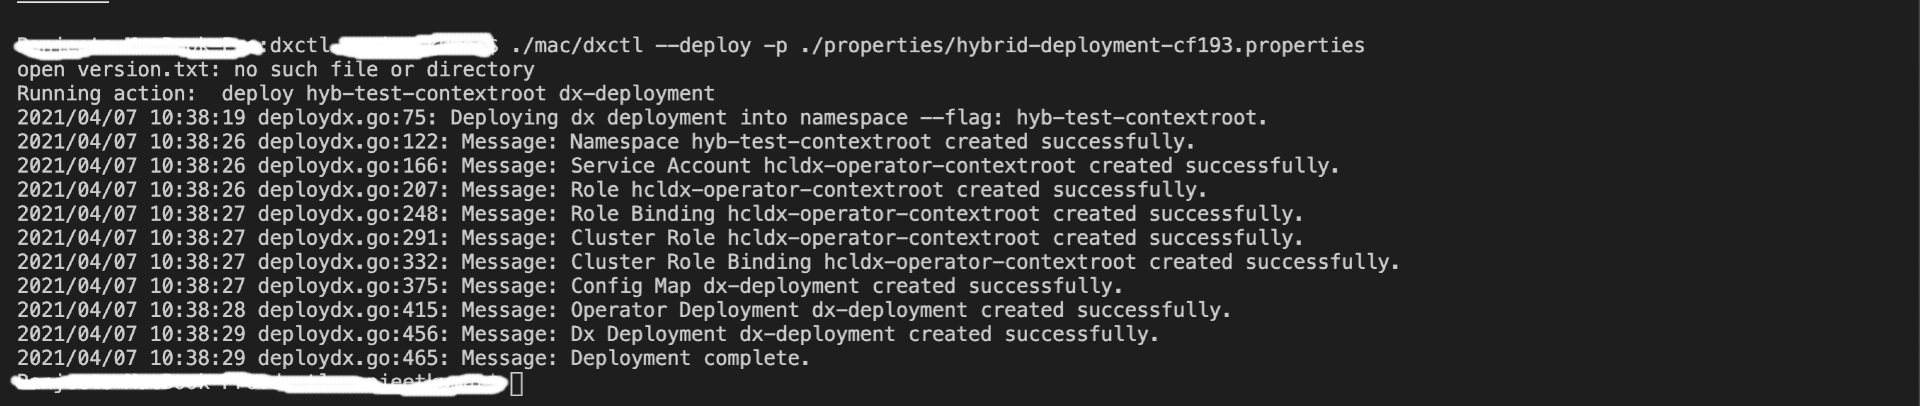 :dxctl ./mac/dxctl --deploy -p ./properties/hybrid-deployment-cf193.properties
open version.txt: no such file or directory
Running action:  deploy hyb-test-contextroot dx-deployment
2021/04/07 10:38:19 deploydx.go:75: Deploying dx deployment into namespace --flag: hyb-test-contextroot.
2021/04/07 10:38:26 deploydx.go:122: Message: Namespace hyb-test-contextroot created successfully.
2021/04/07 10:38:26 deploydx.go:166: Message: Service Account hcldx-operator-contextroot created successfully.
2021/04/07 10:38:26 deploydx.go:207: Message: Role hcldx-operator-contextroot created successfully.
2021/04/07 10:38:27 deploydx.go:248: Message: Role Binding hcldx-operator-contextroot created successfully.
2021/04/07 10:38:27 deploydx.go:291: Message: Cluster Role hcldx-operator-contextroot created successfully.
2021/04/07 10:38:27 deploydx.go:332: Message: Cluster Role Binding hcldx-operator-contextroot created successfully.
2021/04/07 10:38:27 deploydx.go:375: Message: Config Map dx-deployment created successfully.
2021/04/07 10:38:28 deploydx.go:415: Message: Operator Deployment dx-deployment created successfully.
2021/04/07 10:38:29 deploydx.go:456: Message: Dx Deployment dx-deployment created successfully.
2021/04/07 10:38:29 deploydx.go:465: Message: Deployment complete.